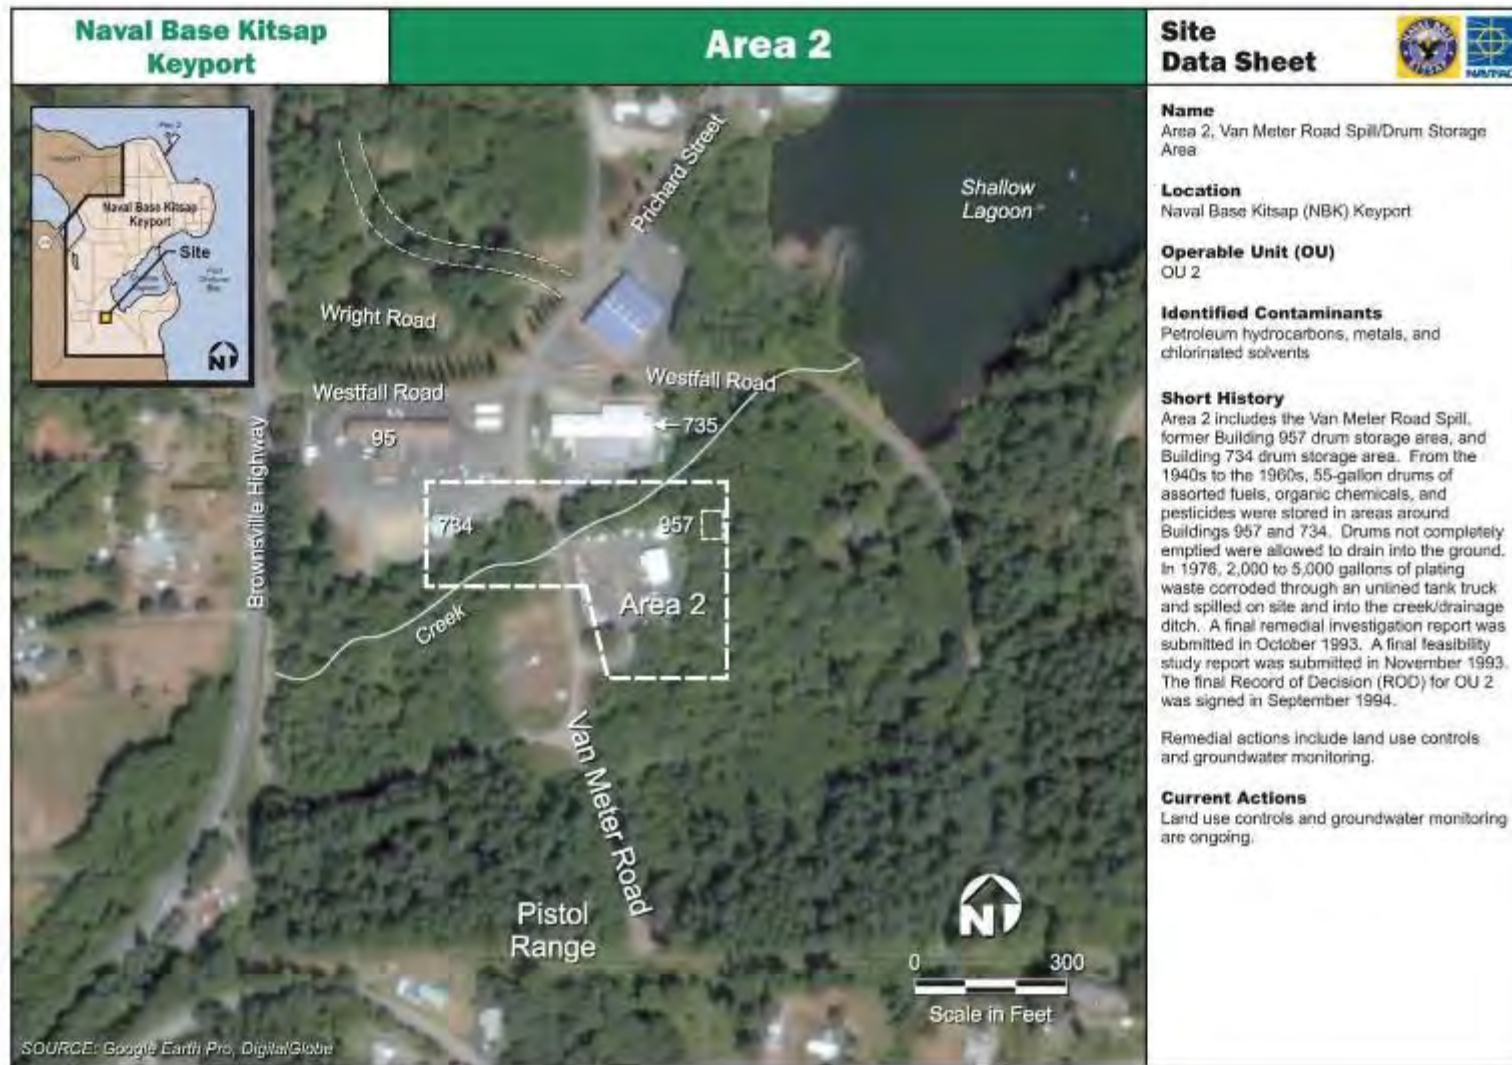 Naval Base Kitsap
Keyport
Area 2
Site
Data Sheet
NAVFAC
Naval Base Kitsap
Keyport
Site
N
Prichard Street
Shallow
Lagoon
Wright Road
Westfall Road
Westfall Road
95
735
734
957
Area 2
Creek
Brownsville Highway
Van Meter Road
Pistol
Range
N
0 300
Scale in Feet
SOURCE: Google Earth Pro, DigitalGlobe
Name
Area 2, Van Meter Road Spill/Drum Storage
Area
Location
Naval Base Kitsap (NBK) Keyport
Operable Unit (OU)
OU 2
Identified Contaminants
Petroleum hydrocarbons, metals, and
chlorinated solvents
Short History
Area 2 includes the Van Meter Road Spill,
former Building 957 drum storage area, and
Building 734 drum storage area. From the
1940s to the 1960s, 55-gallon drums of
assorted fuels, organic chemicals, and
pesticides were stored in areas around
Buildings 957 and 734. Drums not completely
emptied were allowed to drain into the ground.
In 1976, 2,000 to 5,000 gallons of plating
waste corroded through an unlined tank truck
and spilled on site and into the creek/drainage
ditch. A final remedial investigation report was
submitted in October 1993. A final feasibility
study report was submitted in November 1993.
The final Record of Decision (ROD) for OU 2
was signed in September 1994.
Remedial actions include land use controls
and groundwater monitoring.
Current Actions
Land use controls and groundwater monitoring
are ongoing.